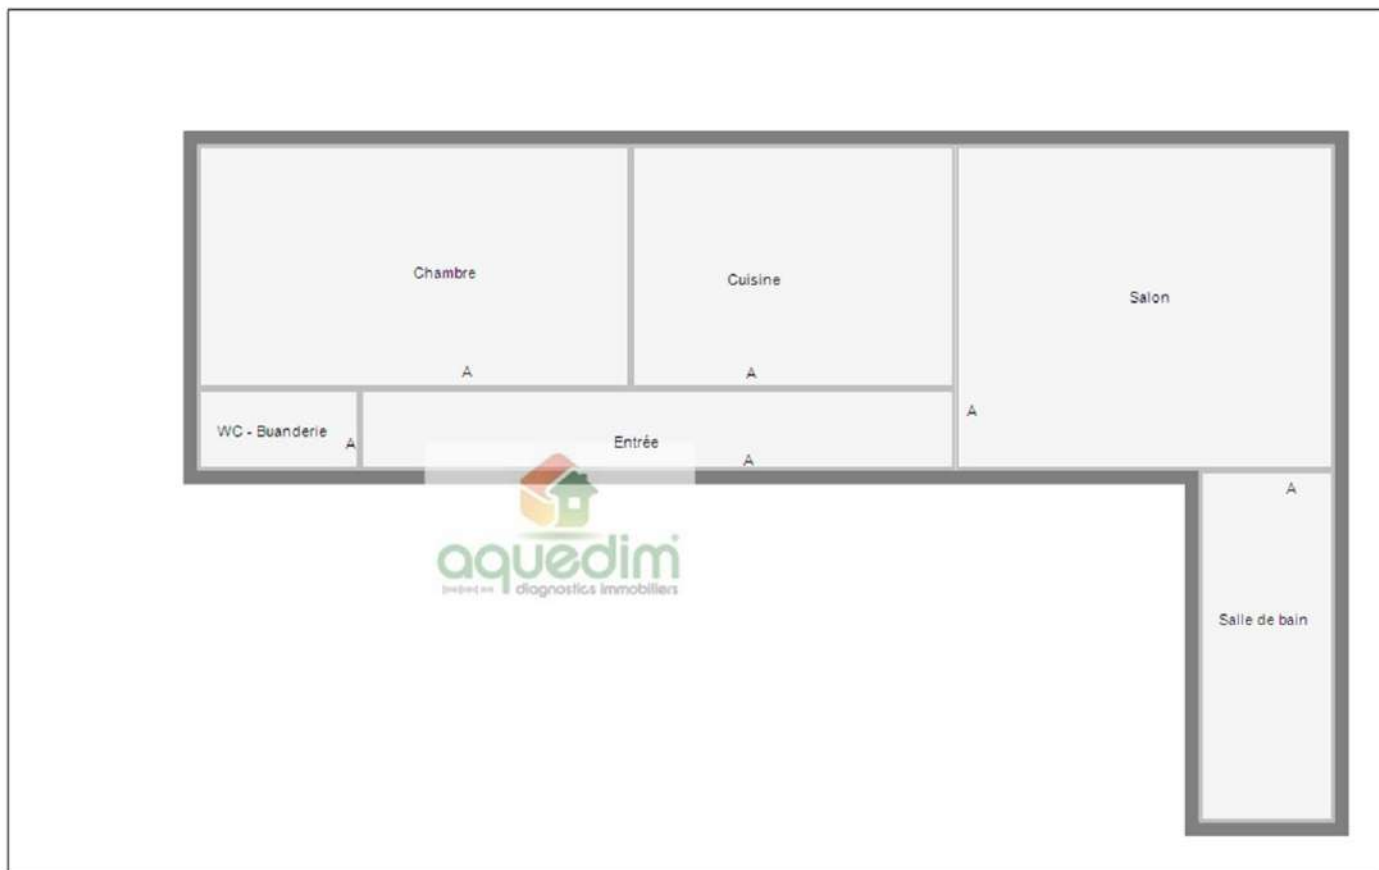 Chambre
Cuisine
Salon
A
A
A
WC - Buanderie
A
Entrée
A
A
aquedim
diagnostics immobiliers
Salle de bain